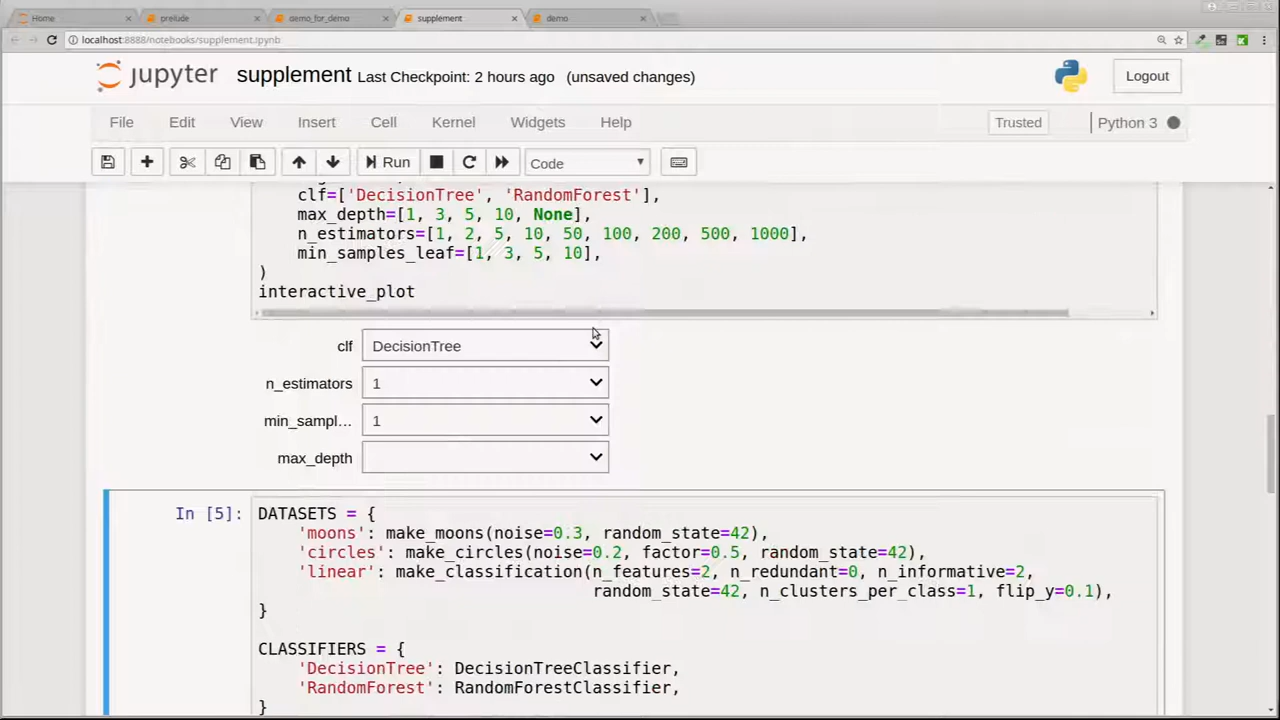 Home
prelude
demo_for_demo
supplement
demo
localhost:8888/notebooks/supplement.ipynb
jupyter supplement Last Checkpoint: 2 hours ago (unsaved changes)
Logout
File Edit View Insert Cell Kernel Widgets Help
Trusted
Python 3
Run
Code
clf=['DecisionTree', 'RandomForest'],
max_depth=[1, 3, 5, 10, None],
n_estimators=[1, 2, 5, 10, 50, 100, 200, 500, 1000],
min_samples_leaf=[1, 3, 5, 10],
)
interactive_plot
clf DecisionTree
n_estimators 1
min_sampl… 1
max_depth
In [5]:
DATASETS = {
'moons': make_moons(noise=0.3, random_state=42),
'circles': make_circles(noise=0.2, factor=0.5, random_state=42),
'linear': make_classification(n_features=2, n_redundant=0, n_informative=2,
random_state=42, n_clusters_per_class=1, flip_y=0.1),
}
CLASSIFIERS = {
'DecisionTree': DecisionTreeClassifier,
'RandomForest': RandomForestClassifier,
}